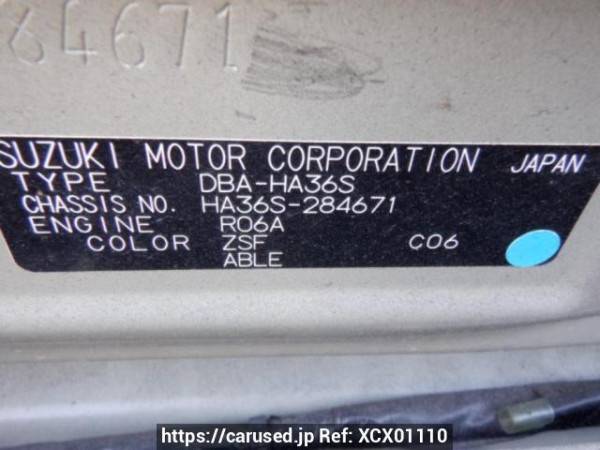 84671
SUZUKI MOTOR CORPORATION JAPAN
TYPE DBA-HA36S
CHASSIS NO. HA36S-284671
ENGINE R06A
COLOR ZSF C06
ABLE
https://carused.jp Ref: XCX01110